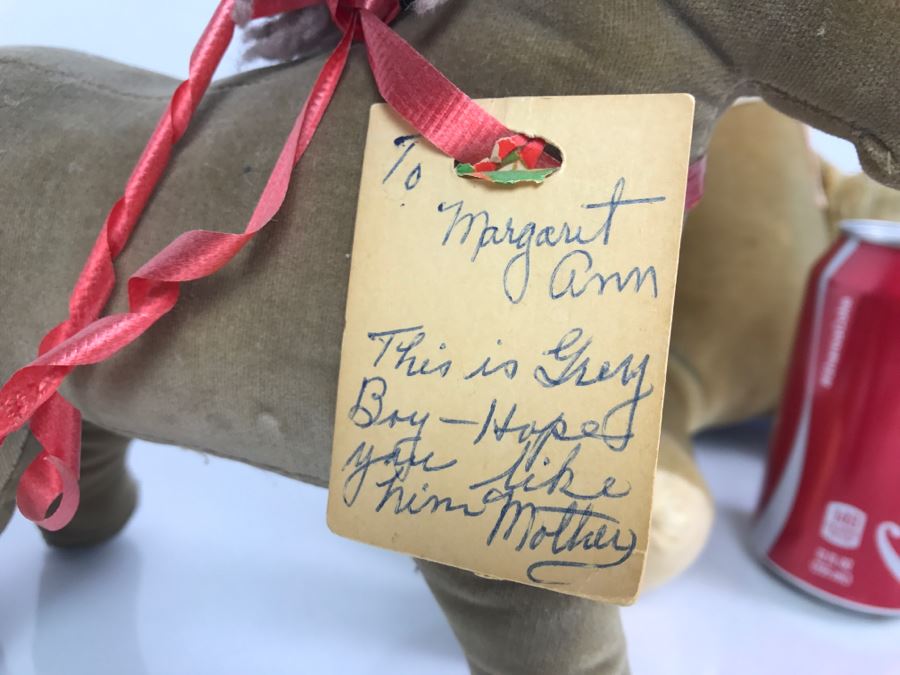 To
Margaret
Ann
This is Grey
Boy - Hope
you like
him
Mother